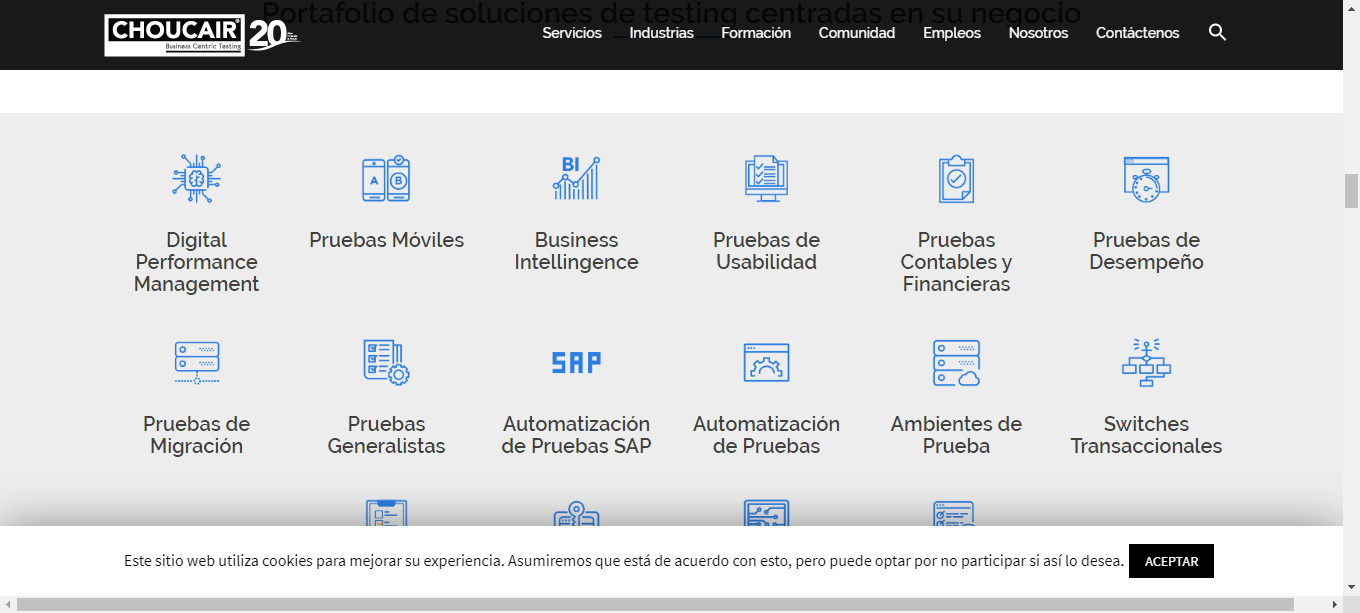 Portafolio de soluciones de testing centradas en su negocio
CHOUCAIR
Business Centric Testing
20
Servicios Industrias Formación Comunidad Empleos Nosotros Contáctenos
BI
A B
Digital
Performance
Management
Pruebas Móviles
Business
Intellingence
Pruebas de
Usabilidad
Pruebas
Contables y
Financieras
Pruebas de
Desempeño
SAP
Pruebas de
Migración
Pruebas
Generalistas
Automatización
de Pruebas SAP
Automatización
de Pruebas
Ambientes de
Prueba
Switches
Transaccionales
Este sitio web utiliza cookies para mejorar su experiencia. Asumiremos que está de acuerdo con esto, pero puede optar por no participar si así lo desea. ACEPTAR